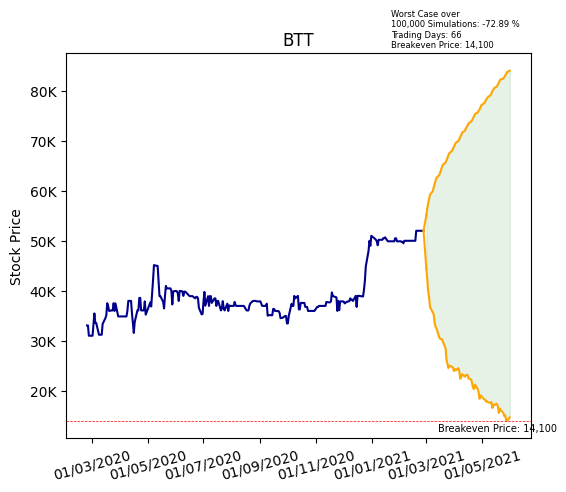 Worst Case over
100,000 Simulations: -72.89 %
Trading Days: 66
Breakeven Price: 14,100
BTT
Stock Price
80K
70K
60K
50K
40K
30K
20K
Breakeven Price: 14,100
01/03/2020
01/05/2020
01/07/2020
01/09/2020
01/11/2020
01/01/2021
01/03/2021
01/05/2021